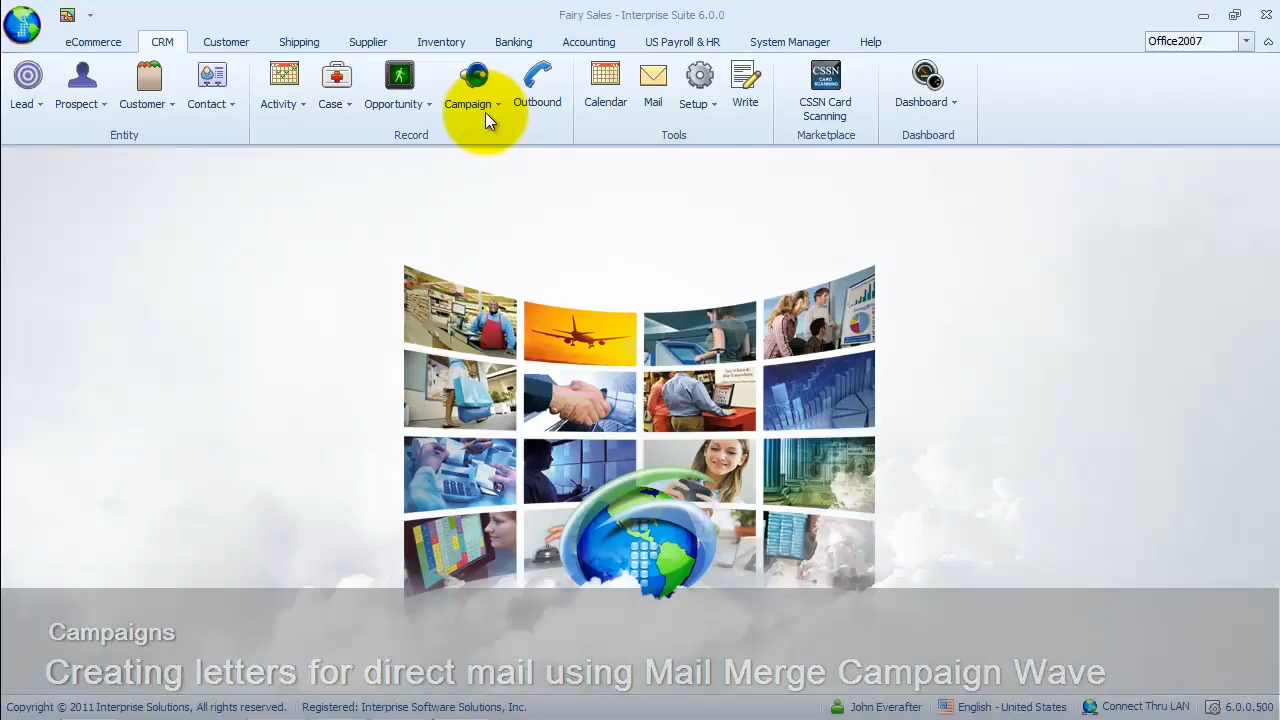 Fairy Sales - Interprise Suite 6.0.0
eCommerce CRM Customer Shipping Supplier Inventory Banking Accounting US Payroll & HR System Manager Help Office2007
Lead Prospect Customer Contact Activity Case Opportunity Campaign Outbound Calendar Mail Setup Write CSSN Card Scanning Dashboard
Entity Record Tools Marketplace Dashboard
CSSN
CARD
SCANNING
Campaigns
Creating letters for direct mail using Mail Merge Campaign Wave
Copyright © 2011 Interprise Solutions, All rights reserved. Registered: Interprise Software Solutions, Inc. John Everafter English - United States Connect Thru LAN 6.0.0.500